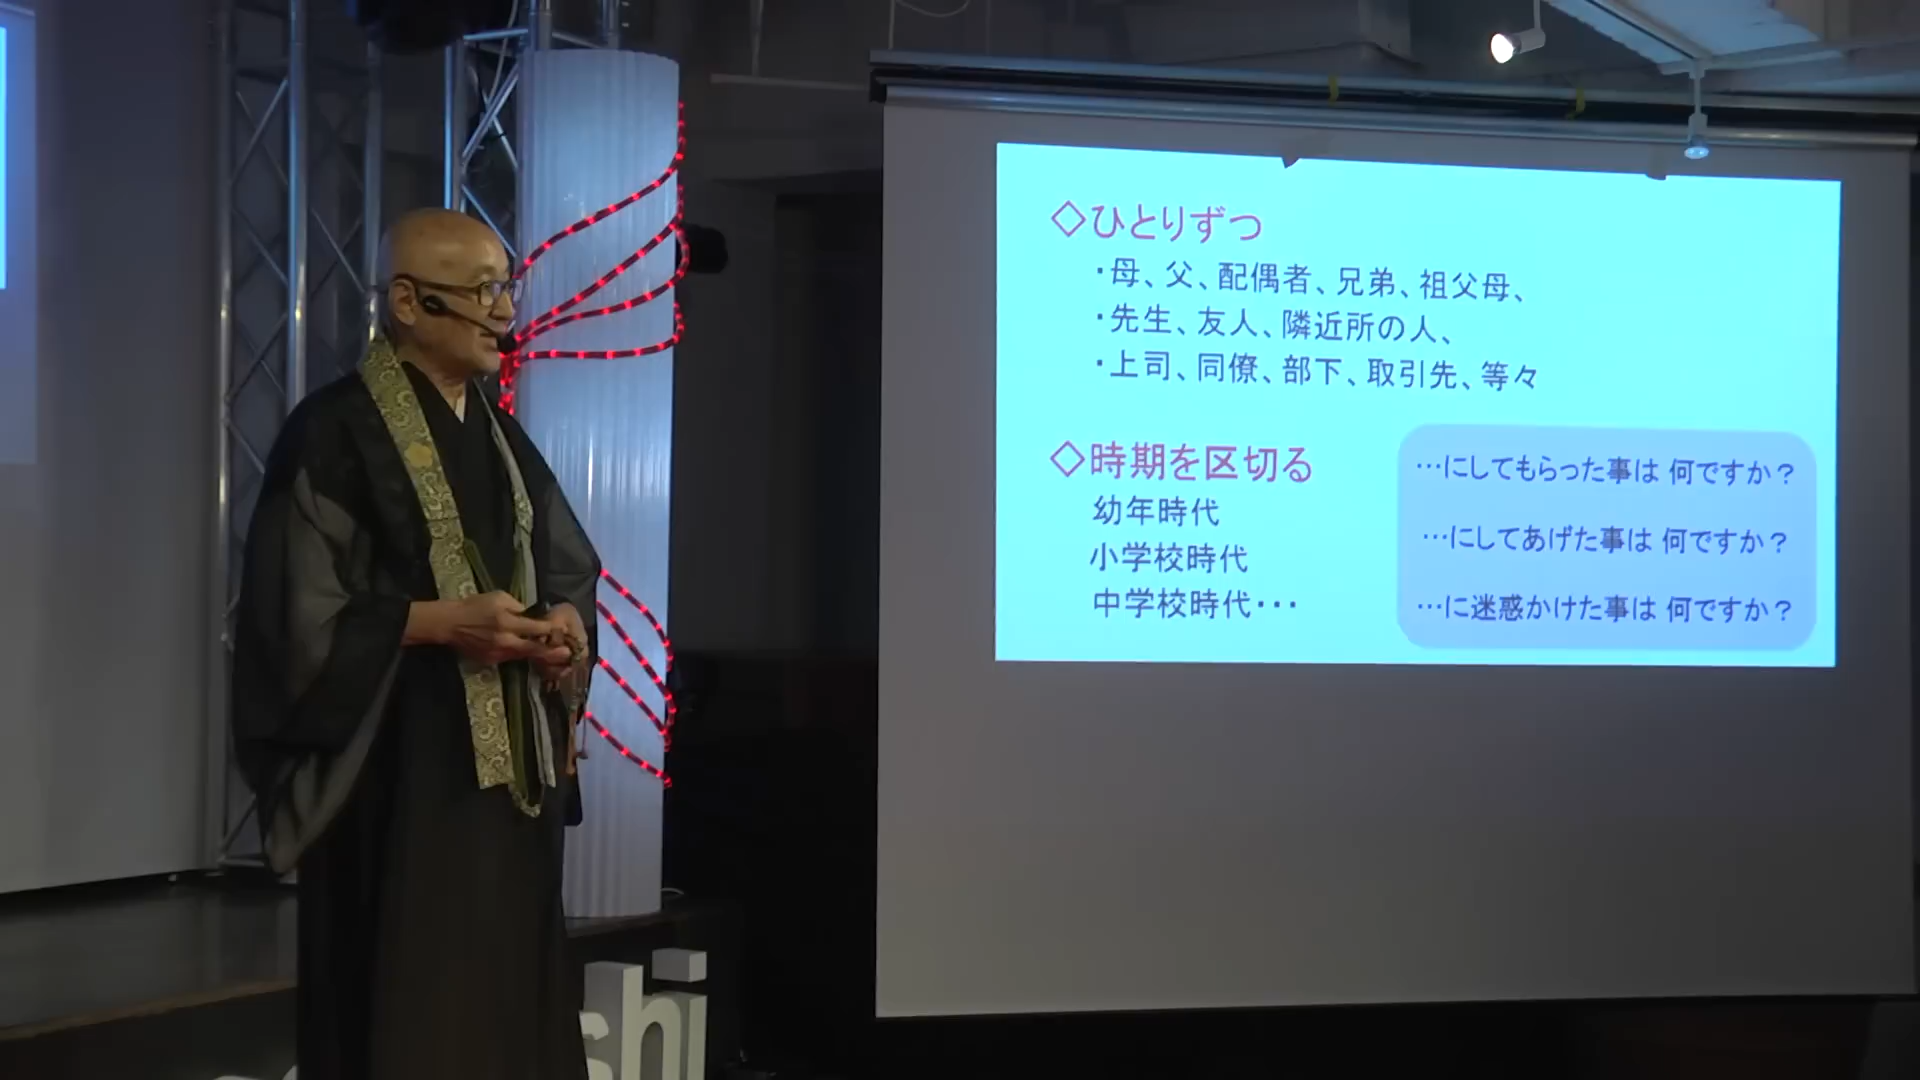 ◇ひとりずつ
・母、父、配偶者、兄弟、祖父母、
・先生、友人、隣近所の人、
・上司、同僚、部下、取引先、等々
◇時期を区切る
幼年時代
小学校時代
中学校時代・・・
…にしてもらった事は 何ですか？
…にしてあげた事は 何ですか？
…に迷惑かけた事は 何ですか？
shi